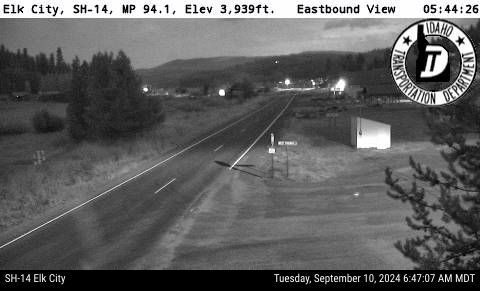 Elk City, SH-14, MP 94.1, Elev 3,939ft. Eastbound View 05:44:26
IDAHO
TRANSPORTATION DEPARTMENT
SH-14 Elk City Tuesday, September 10, 2024 6:47:07 AM MDT